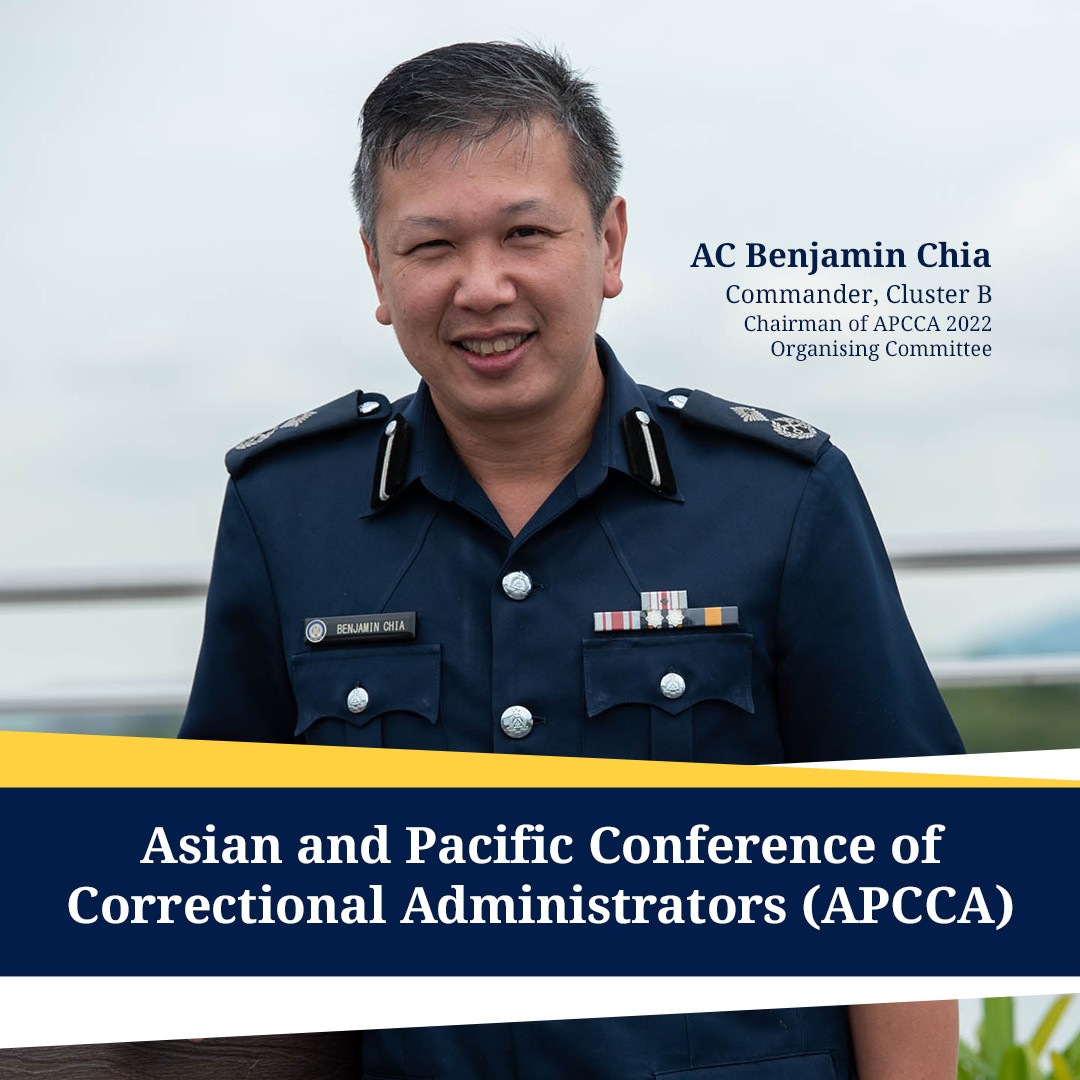 AC Benjamin Chia
Commander, Cluster B
Chairman of APCCA 2022
Organising Committee
BENJAMIN CHIA
Asian and Pacific Conference of
Correctional Administrators (APCCA)